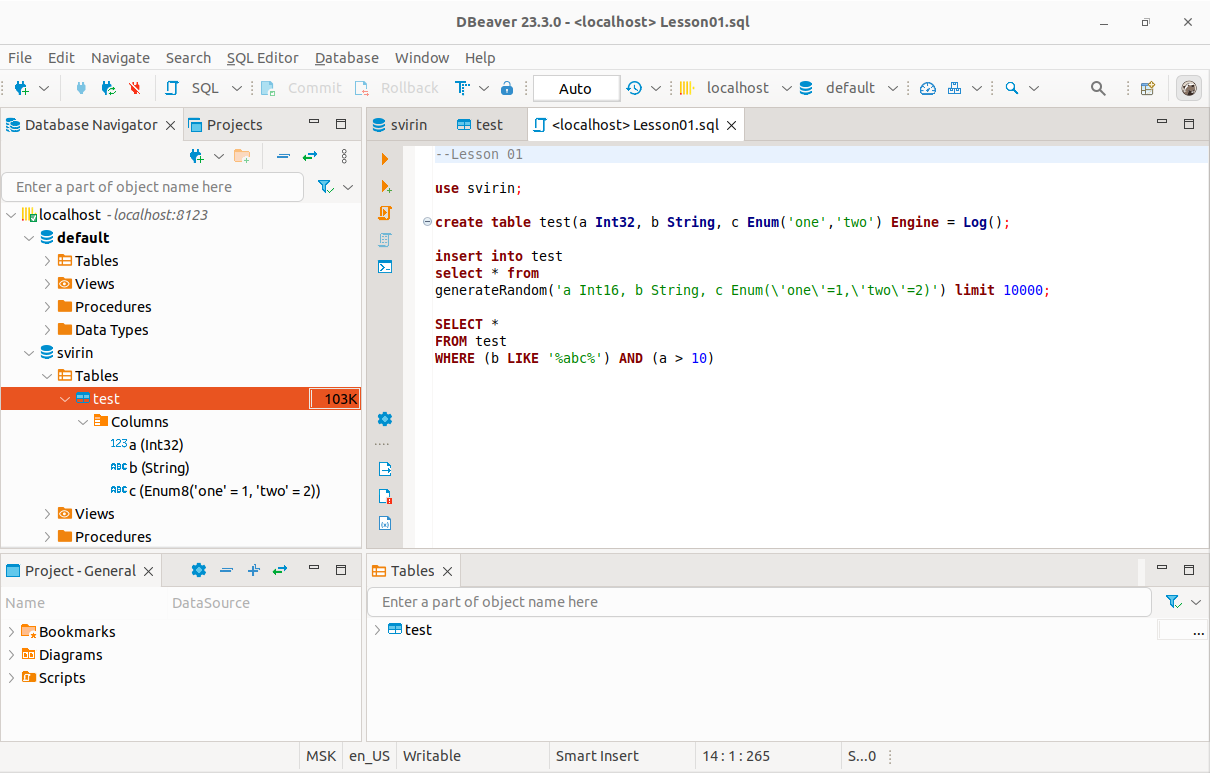 DBeaver 23.3.0 - <localhost> Lesson01.sql
File Edit Navigate Search SQL Editor Database Window Help
SQL Commit Rollback Auto localhost default
Database Navigator Projects
Enter a part of object name here
localhost - localhost:8123
default
Tables
Views
Procedures
Data Types
svirin
Tables
test 103K
Columns
123 a (Int32)
ABC b (String)
ABC c (Enum8('one' = 1, 'two' = 2))
Views
Procedures
svirin test <localhost> Lesson01.sql
--Lesson 01
use svirin;
create table test(a Int32, b String, c Enum('one','two') Engine = Log();
insert into test
select * from
generateRandom('a Int16, b String, c Enum(\'one\'=1,\'two\'=2)') limit 10000;
SELECT *
FROM test
WHERE (b LIKE '%abc%') AND (a > 10)
Project - General
Name DataSource
Bookmarks
Diagrams
Scripts
Tables
Enter a part of object name here
test ...
MSK en_US Writable Smart Insert 14 : 1 : 265 S...0